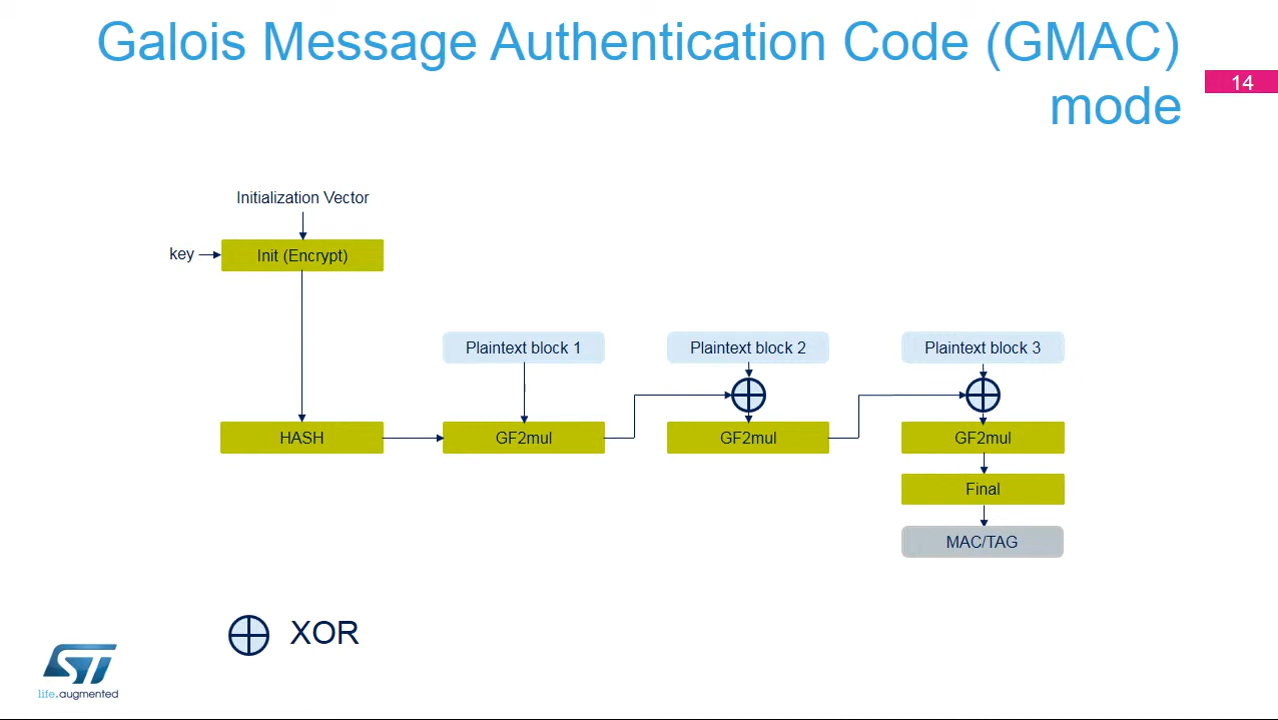 Galois Message Authentication Code (GMAC)
mode
14
Initialization Vector
key
Init (Encrypt)
Plaintext block 1
Plaintext block 2
Plaintext block 3
HASH
GF2mul
GF2mul
GF2mul
Final
MAC/TAG
XOR
ST
life.augmented